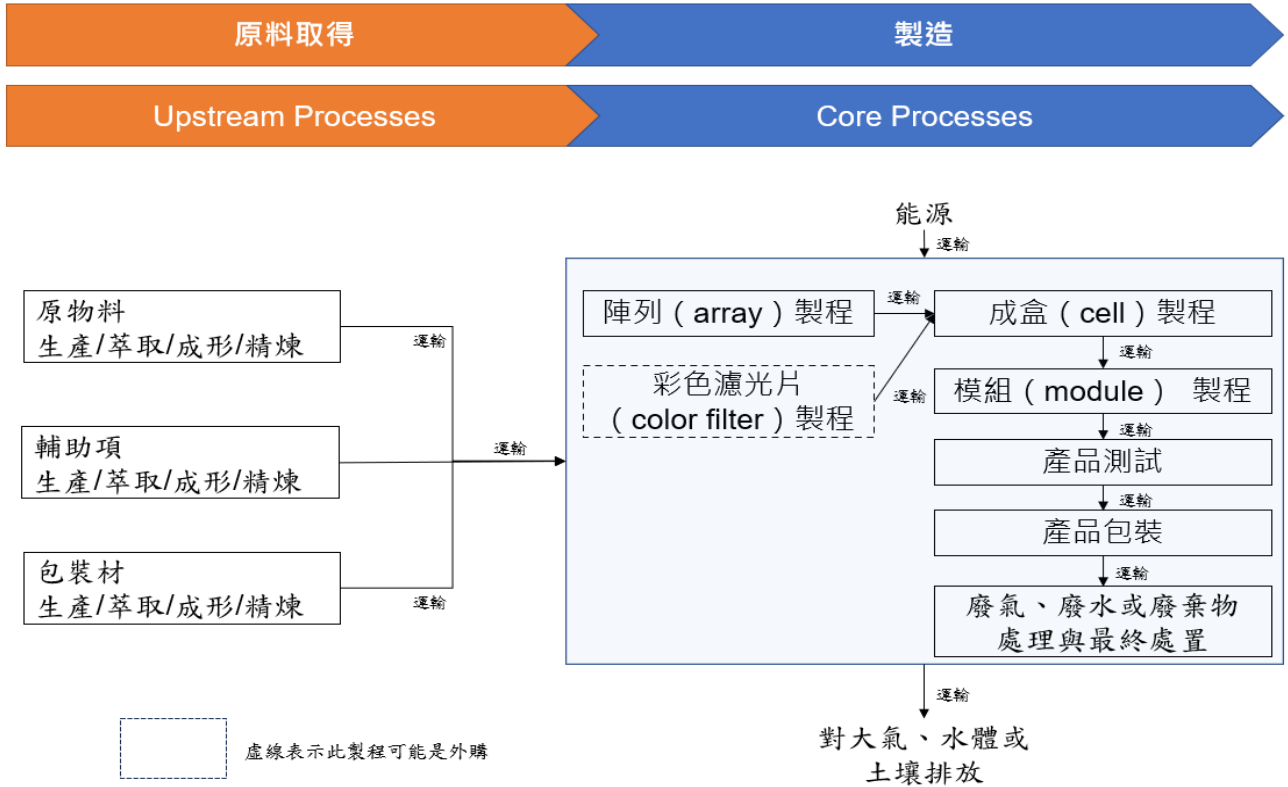 原料取得
製造
Upstream Processes
Core Processes
能源
運輸
原物料
生產/萃取/成形/精煉
運輸
輔助項
生產/萃取/成形/精煉
運輸
包裝材
生產/萃取/成形/精煉
運輸
陣列（array）製程
運輸
成盒（cell）製程
彩色濾光片
（color filter）製程
運輸
運輸
模組（module） 製程
運輸
產品測試
運輸
產品包裝
運輸
廢氣、廢水或廢棄物
處理與最終處置
運輸
對大氣、水體或
土壤排放
虛線表示此製程可能是外購